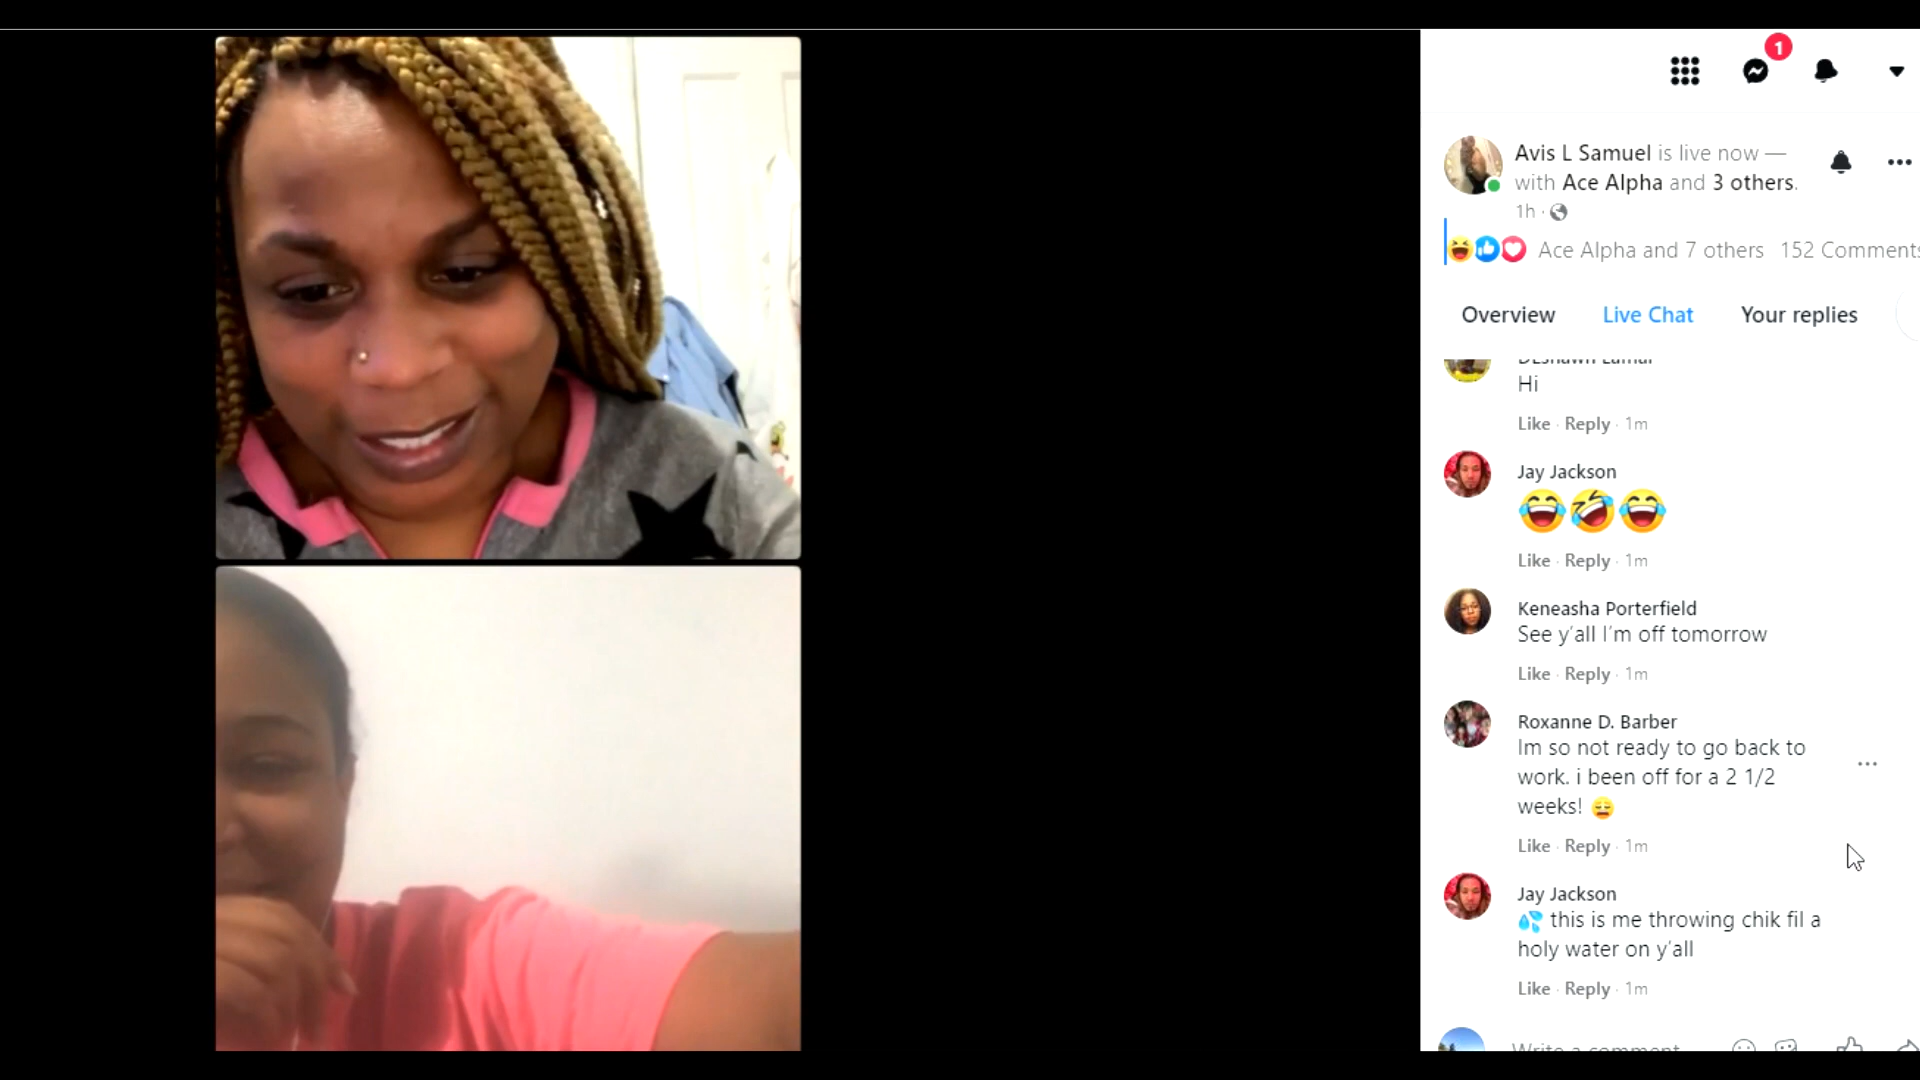 1
Avis L Samuel is live now —
with Ace Alpha and 3 others.
1h ·
Ace Alpha and 7 others 152 Comments
Overview Live Chat Your replies
DEshawn Lamar
Hi
Like · Reply · 1m
Jay Jackson
😂🤣😂
Like · Reply · 1m
Keneasha Porterfield
See y'all I'm off tomorrow
Like · Reply · 1m
Roxanne D. Barber
Im so not ready to go back to
work. i been off for a 2 1/2
weeks! 😩
Like · Reply · 1m
Jay Jackson
💦 this is me throwing chik fil a
holy water on y'all
Like · Reply · 1m
Write a comment